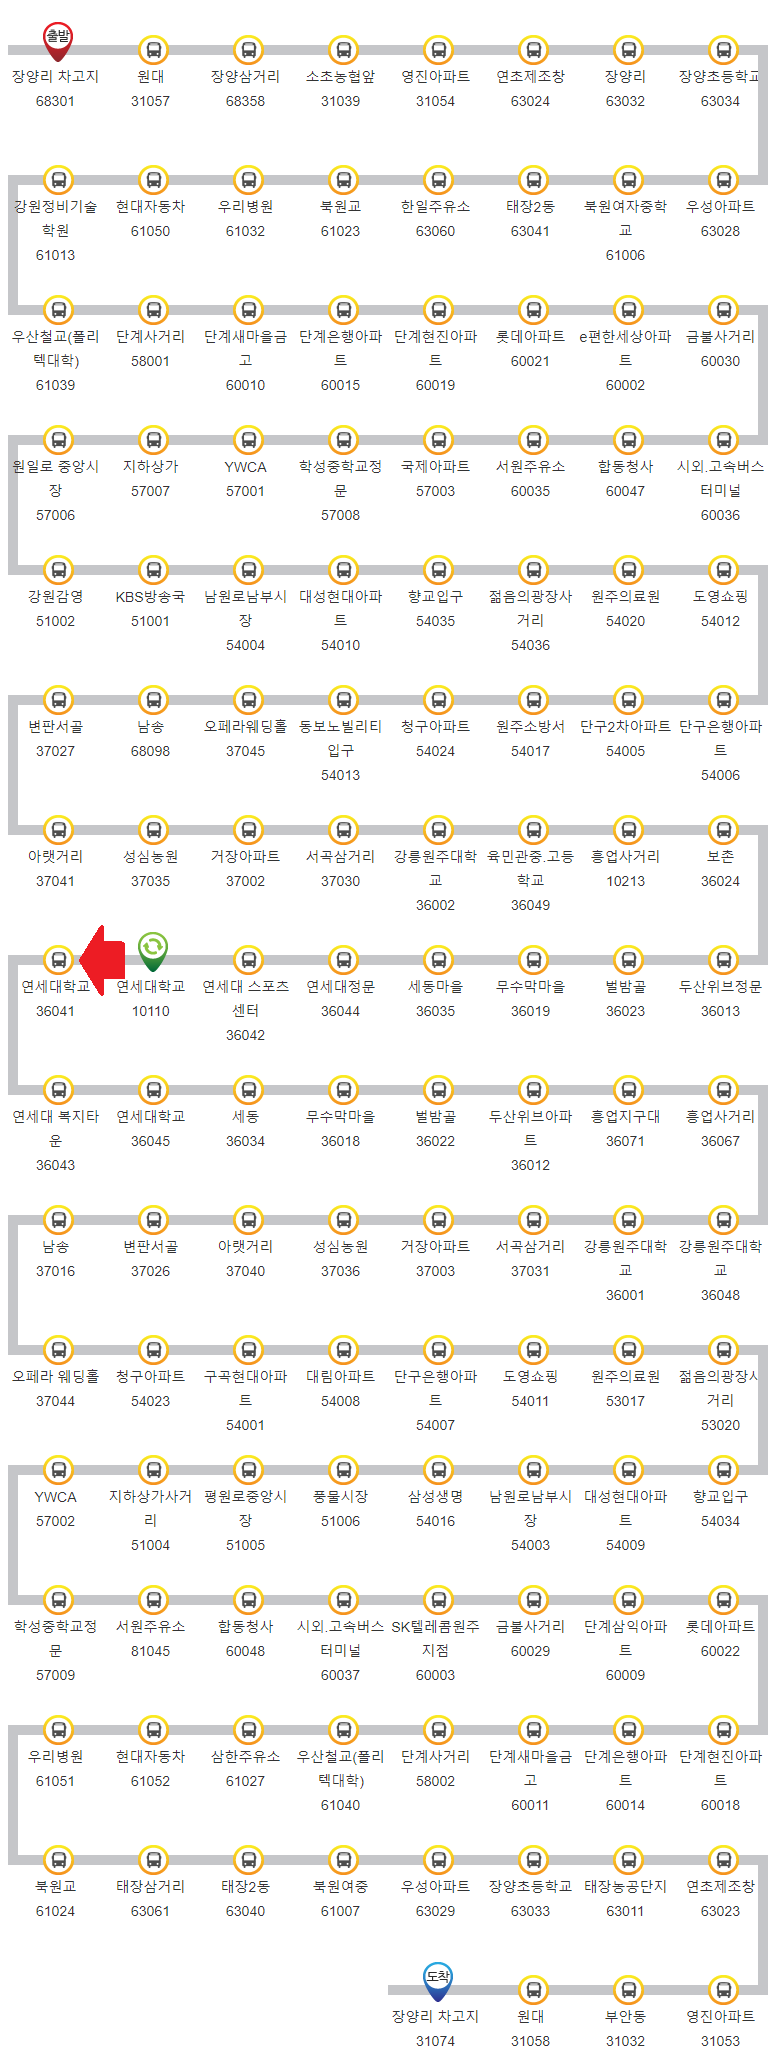 출발
장양리 차고지 원대 장양삼거리 소초농협앞 영진아파트 연초제조창 장양리 장양초등학교
68301 31057 68358 31039 31054 63024 63032 63034
강원정비기술 현대자동차 우리병원 북원교 한일주유소 태장2동 북원여자중학 우성아파트
학원 61050 61032 61023 63060 63041 교 63028
61013 61006
우산철교(폴리 단계사거리 단계새마을금 단계은행아파 단계현진아파 롯데아파트 e편한세상아파 금불사거리
텍대학) 58001 고 트 트 60021 트 60030
61039 60010 60015 60019 60002
원일로 중앙시 지하상가 YWCA 학성중학교정 국제아파트 서원주유소 합동청사 시외.고속버스
장 57007 57001 문 57003 60035 60047 터미널
57006 57008 60036
강원감영 KBS방송국 남원로남부시 대성현대아파 향교입구 젊음의광장사 원주의료원 도영쇼핑
51002 51001 장 트 54035 거리 54020 54012
54004 54010 54036
변판서골 남송 오페라웨딩홀 동보노빌리티 청구아파트 원주소방서 단구2차아파트 단구은행아파
37027 68098 37045 입구 54024 54017 54005 트
54013 54006
아랫거리 성심농원 거장아파트 서곡삼거리 강릉원주대학 육민관중.고등 흥업사거리 보촌
37041 37035 37002 37030 교 학교 10213 36024
36002 36049
연세대학교 연세대학교 연세대 스포츠 연세대정문 세동마을 무수막마을 벌밤골 두산위브정문
36041 10110 센터 36044 36035 36019 36023 36013
36042
연세대 복지타 연세대학교 세동 무수막마을 벌밤골 두산위브아파 흥업지구대 흥업사거리
운 36045 36034 36018 36022 트 36071 36067
36043 36012
남송 변판서골 아랫거리 성심농원 거장아파트 서곡삼거리 강릉원주대학 강릉원주대학
37016 37026 37040 37036 37003 37031 교 교
36001 36048
오페라 웨딩홀 청구아파트 구곡현대아파 대림아파트 단구은행아파 도영쇼핑 원주의료원 젊음의광장사
37044 54023 트 54008 트 54011 53017 거리
54001 54007 53020
YWCA 지하상가사거 평원로중앙시 풍물시장 삼성생명 남원로남부시 대성현대아파 향교입구
57002 리 장 51006 54016 장 트 54034
51004 51005 54003 54009
학성중학교정 서원주유소 합동청사 시외.고속버스 SK텔레콤원주 금불사거리 단계삼익아파 롯데아파트
문 81045 60048 터미널 지점 60029 트 60022
57009 60037 60003 60009
우리병원 현대자동차 삼한주유소 우산철교(폴리 단계사거리 단계새마을금 단계은행아파 단계현진아파
61051 61052 61027 텍대학) 58002 고 트 트
61040 60011 60014 60018
북원교 태장삼거리 태장2동 북원여중 우성아파트 장양초등학교 태장농공단지 연초제조창
61024 63061 63040 61007 63029 63033 63011 63023
도착
장양리 차고지 원대 부안동 영진아파트
31074 31058 31032 31053